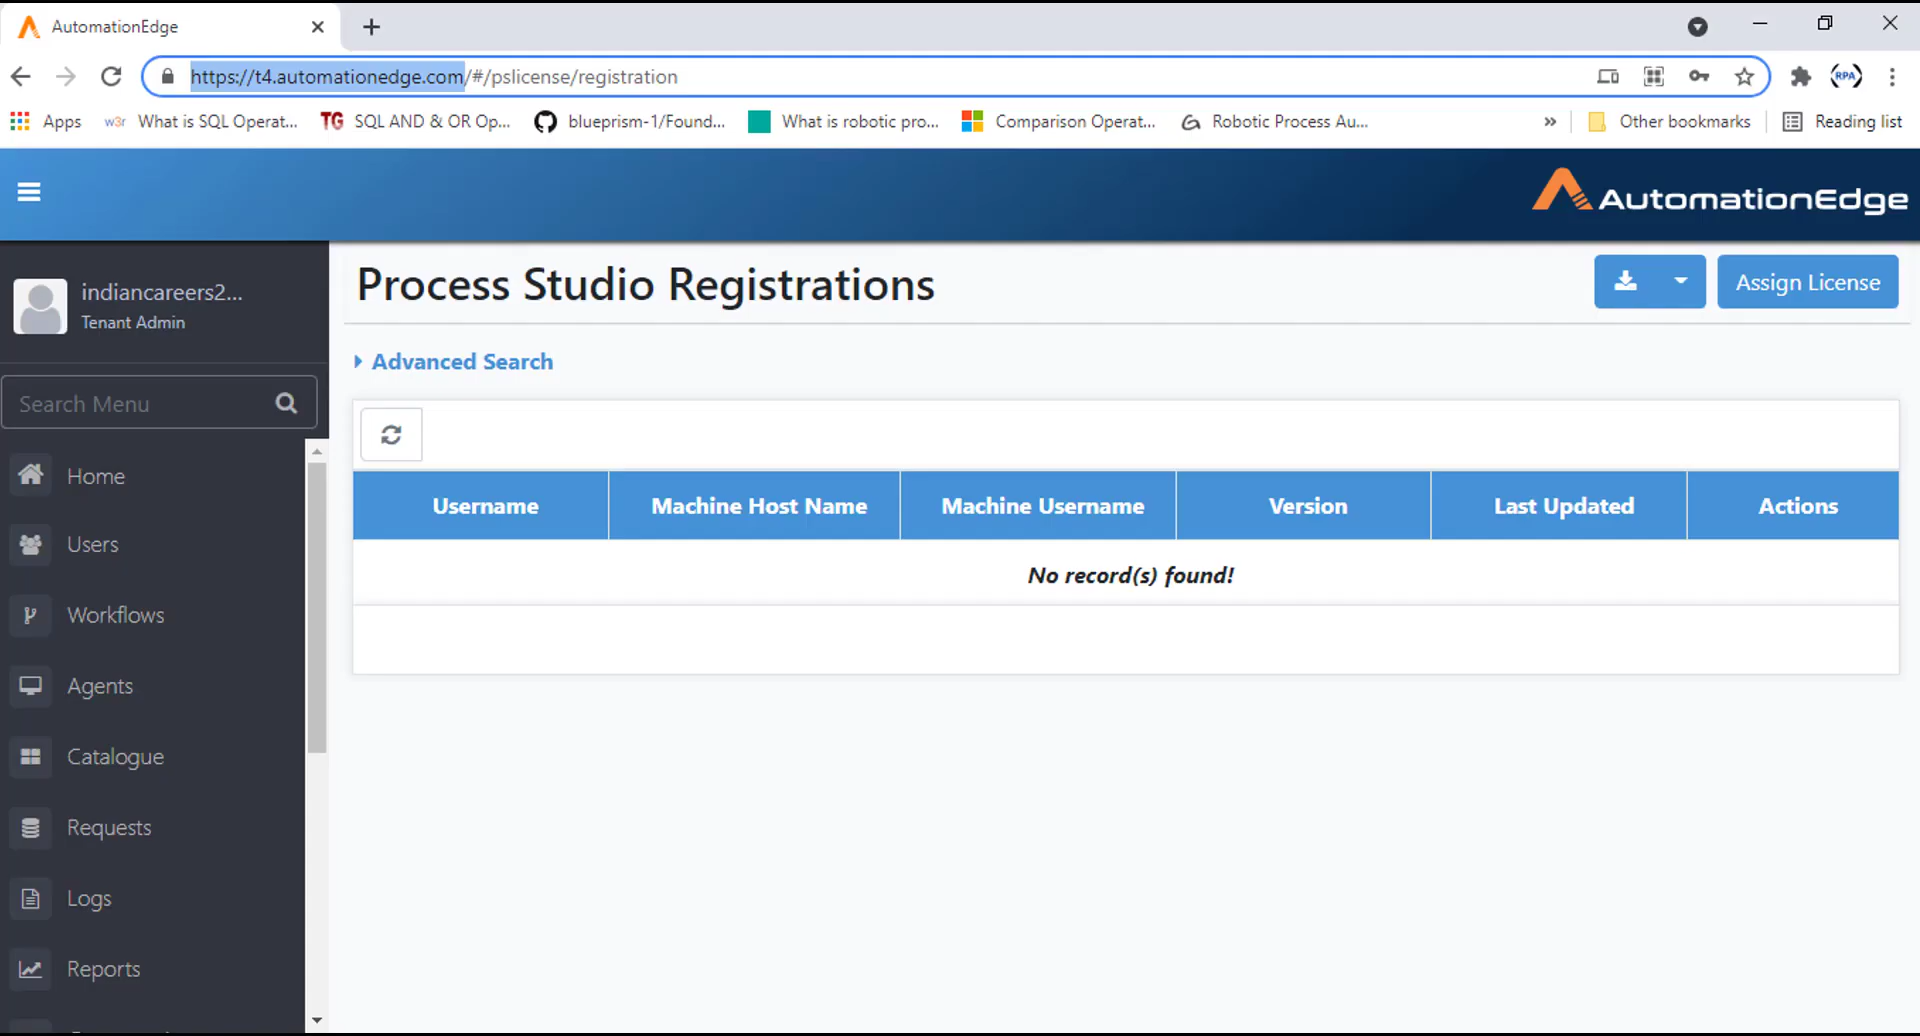 AutomationEdge
https://t4.automationedge.com/#/pslicense/registration
RPA
Apps
w3r What is SQL Operat...
TG SQL AND & OR Op...
blueprism-1/Found...
What is robotic pro...
Comparison Operat...
Robotic Process Au...
»
Other bookmarks
Reading list
AutomationEdge
indiancareers2...
Tenant Admin
Search Menu
Home
Users
Workflows
Agents
Catalogue
Requests
Logs
Reports
Process Studio Registrations
Assign License
Advanced Search
Username Machine Host Name Machine Username Version Last Updated Actions
No record(s) found!